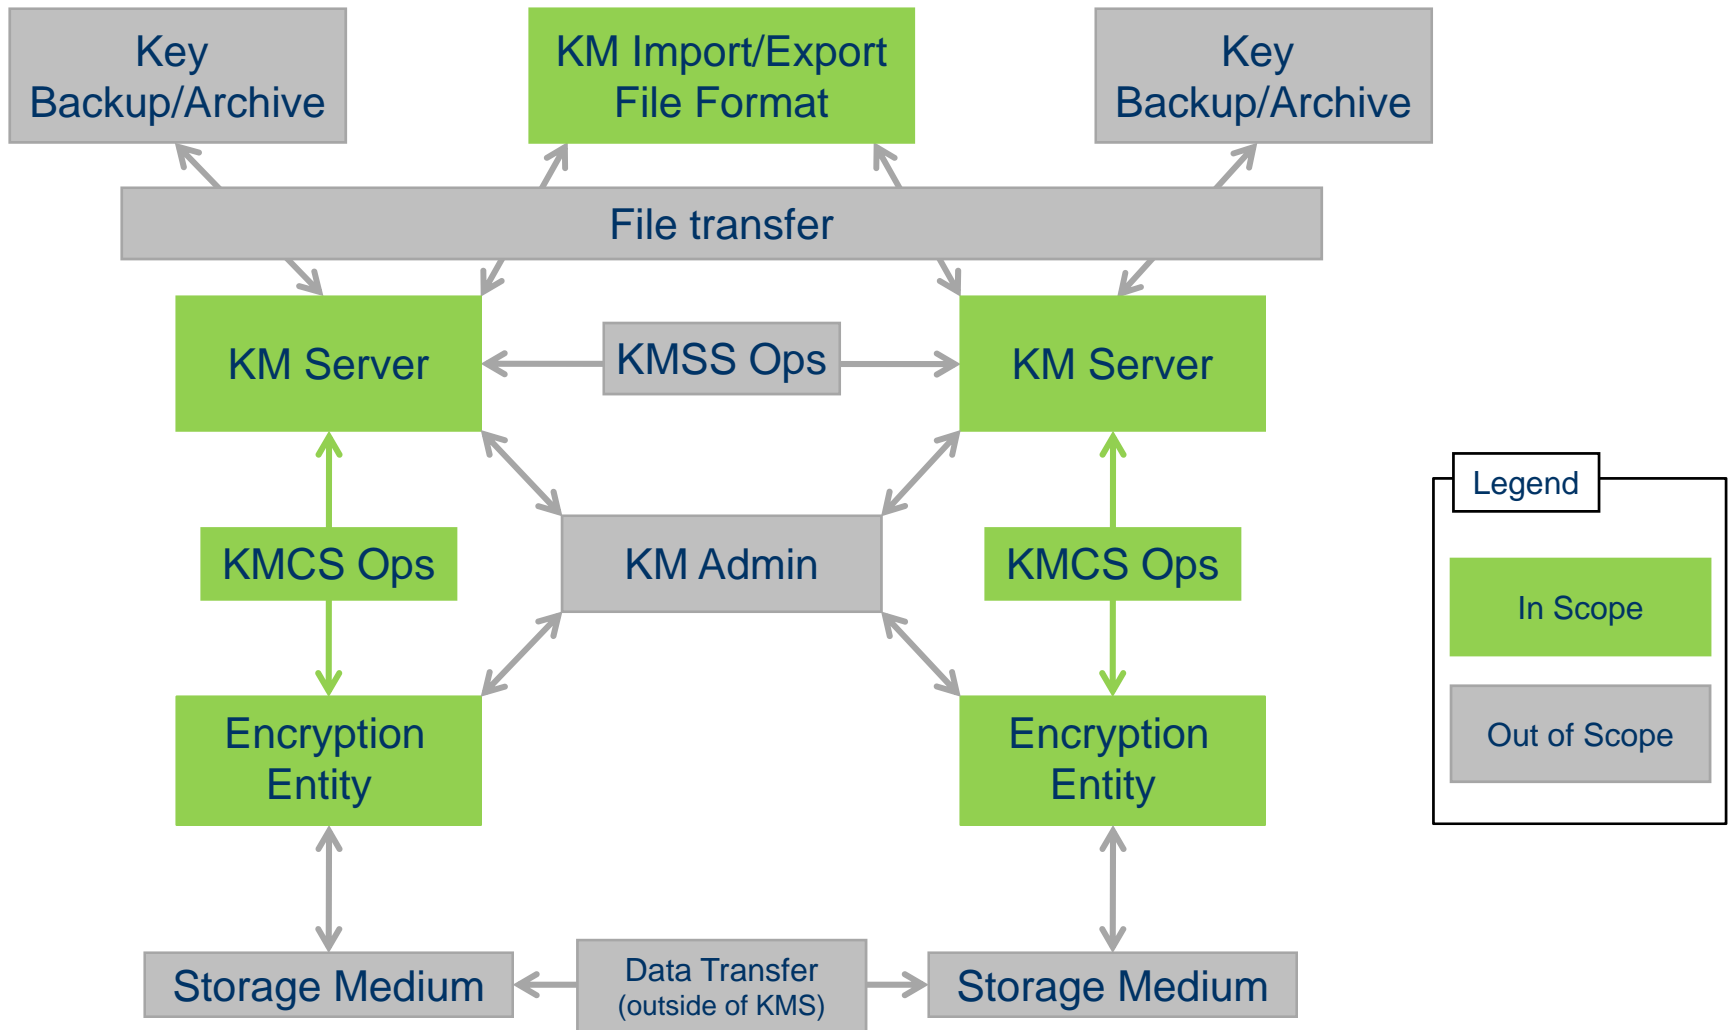 Key
Backup/Archive
KM Import/Export
File Format
Key
Backup/Archive
File transfer
KM Server
KMSS Ops
KM Server
KMCS Ops
KM Admin
KMCS Ops
Encryption
Entity
Encryption
Entity
Storage Medium
Data Transfer
(outside of KMS)
Storage Medium
Legend
In Scope
Out of Scope